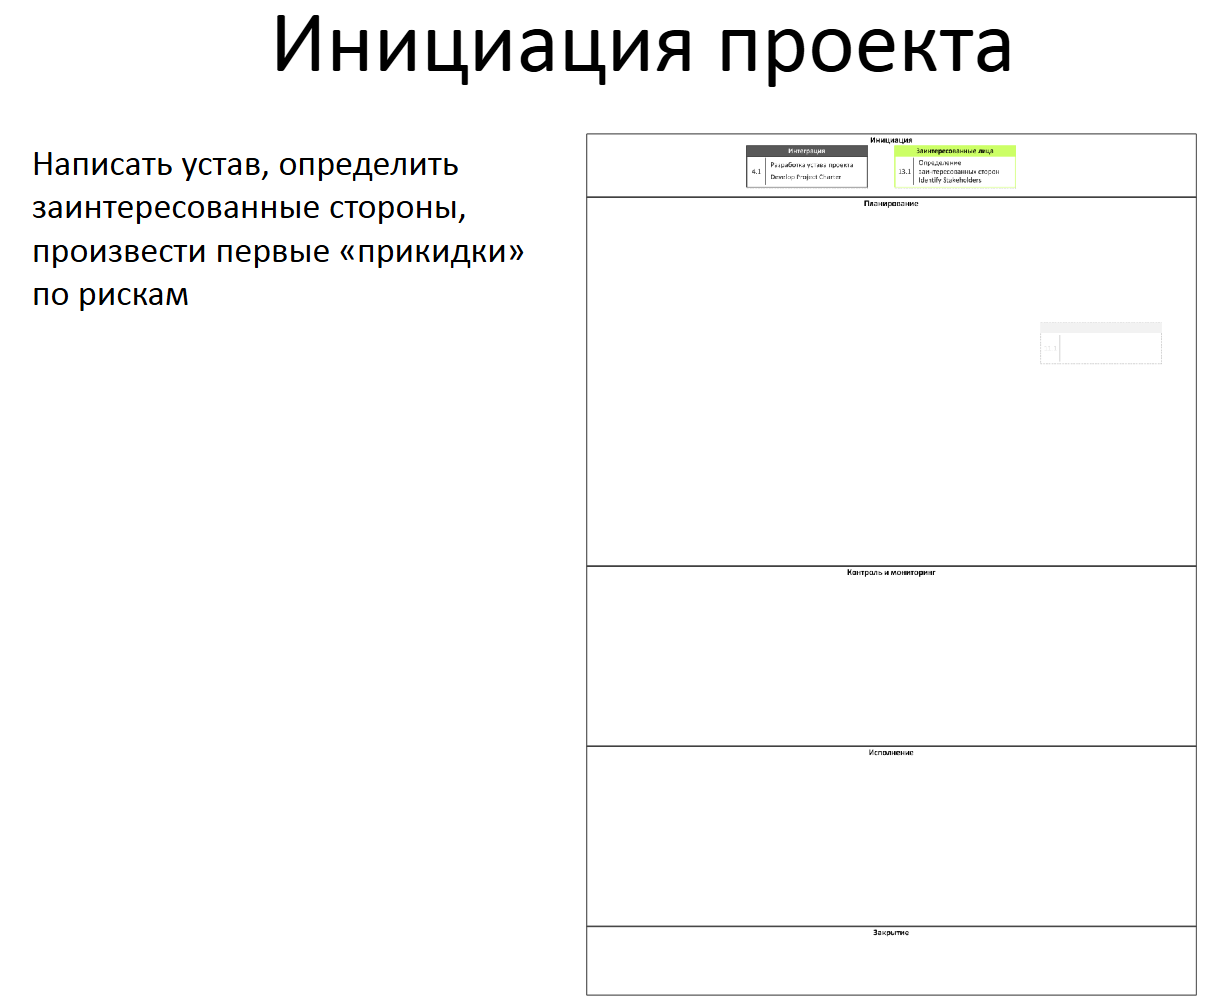 Инициация проекта
Написать устав, определить
заинтересованные стороны,
произвести первые «прикидки»
по рискам
Инициация
Интеграция
4.1
Разработка устава проекта
Develop Project Charter
Заинтересованные лица
13.1
Определение
заинтересованных сторон
Identify Stakeholders
Планирование
Контроль и мониторинг
Исполнение
Закрытие